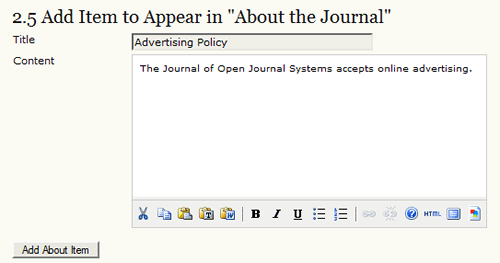 2.5 Add Item to Appear in "About the Journal"
Title
Advertising Policy
Content
The Journal of Open Journal Systems accepts online advertising.
B I U HTML
Add About Item